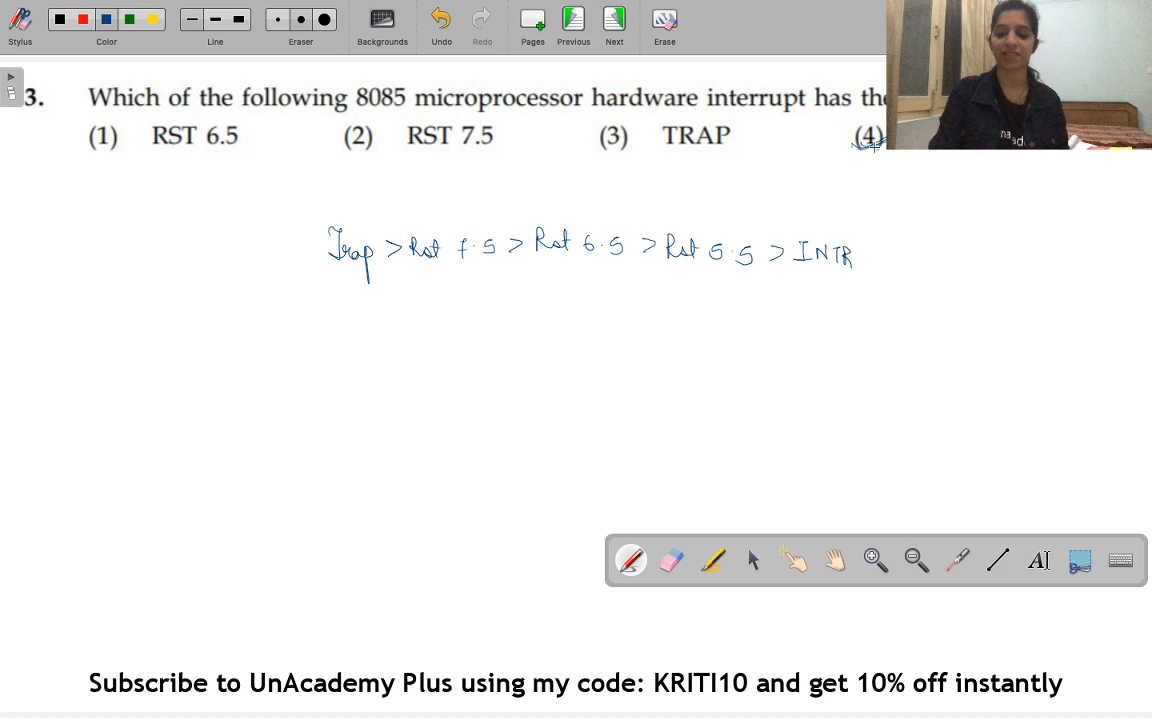 Stylus Color Line Eraser Backgrounds Undo Redo Pages Previous Next Erase
3. Which of the following 8085 microprocessor hardware interrupt has the
(1) RST 6.5 (2) RST 7.5 (3) TRAP (4)
Trap > Rst 7.5 > Rst 6.5 > Rst 5.5 > INTR
Subscribe to UnAcademy Plus using my code: KRITI10 and get 10% off instantly